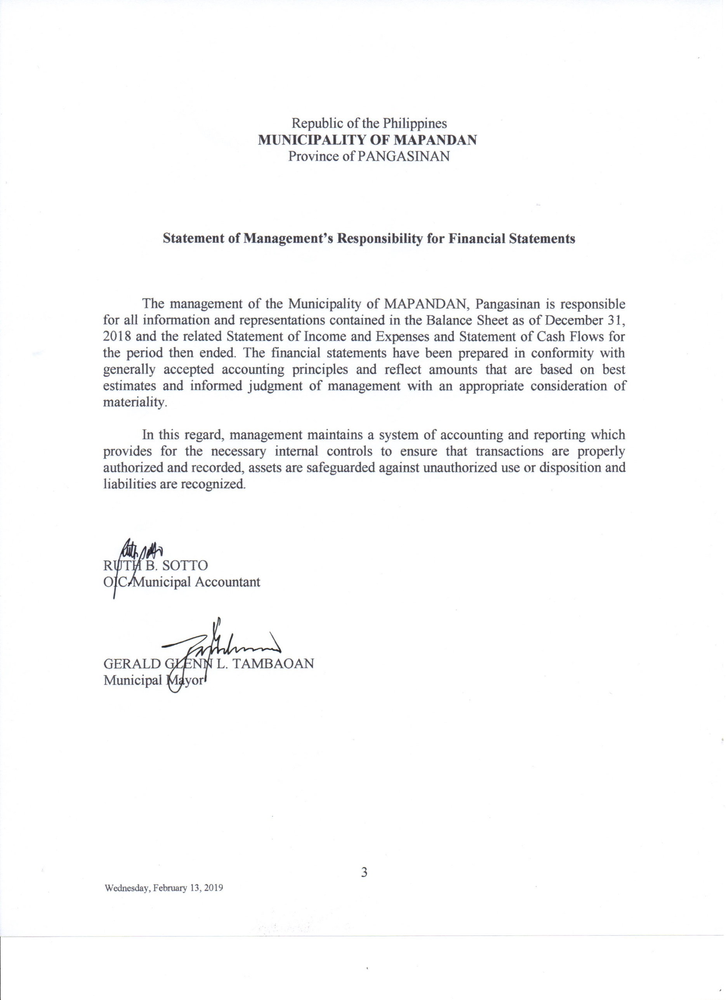 Republic of the Philippines
MUNICIPALITY OF MAPANDAN
Province of PANGASINAN
Statement of Management's Responsibility for Financial Statements
The management of the Municipality of MAPANDAN, Pangasinan is responsible
for all information and representations contained in the Balance Sheet as of December 31,
2018 and the related Statement of Income and Expenses and Statement of Cash Flows for
the period then ended. The financial statements have been prepared in conformity with
generally accepted accounting principles and reflect amounts that are based on best
estimates and informed judgment of management with an appropriate consideration of
materiality.
In this regard, management maintains a system of accounting and reporting which
provides for the necessary internal controls to ensure that transactions are properly
authorized and recorded, assets are safeguarded against unauthorized use or disposition and
liabilities are recognized.
RUTH B. SOTTO
OIC-Municipal Accountant
GERALD GLENN L. TAMBAOAN
Municipal Mayor
3
Wednesday, February 13, 2019